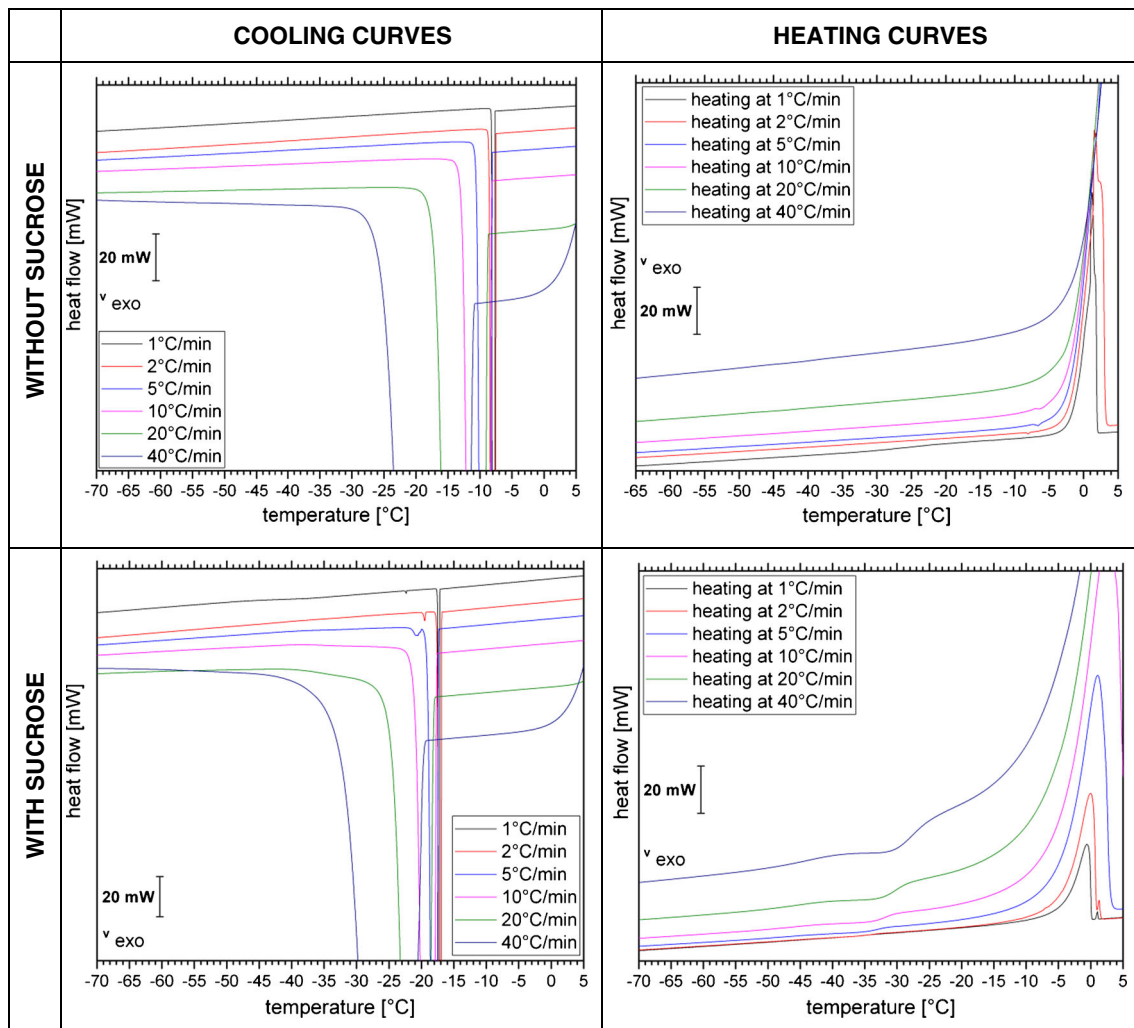 COOLING CURVES
HEATING CURVES
WITHOUT SUCROSE
heat flow [mW]
20 mW
v exo
1°C/min
2°C/min
5°C/min
10°C/min
20°C/min
40°C/min
-70 -65 -60 -55 -50 -45 -40 -35 -30 -25 -20 -15 -10 -5 0 5
temperature [°C]
heating at 1°C/min
heating at 2°C/min
heating at 5°C/min
heating at 10°C/min
heating at 20°C/min
heating at 40°C/min
heat flow [mW]
v exo
20 mW
-65 -60 -55 -50 -45 -40 -35 -30 -25 -20 -15 -10 -5 0 5
temperature [°C]
WITH SUCROSE
heat flow [mW]
20 mW
v exo
1°C/min
2°C/min
5°C/min
10°C/min
20°C/min
40°C/min
-70 -65 -60 -55 -50 -45 -40 -35 -30 -25 -20 -15 -10 -5 0 5
temperature [°C]
heating at 1°C/min
heating at 2°C/min
heating at 5°C/min
heating at 10°C/min
heating at 20°C/min
heating at 40°C/min
heat flow [mW]
20 mW
v exo
-70 -65 -60 -55 -50 -45 -40 -35 -30 -25 -20 -15 -10 -5 0 5
temperature [°C]